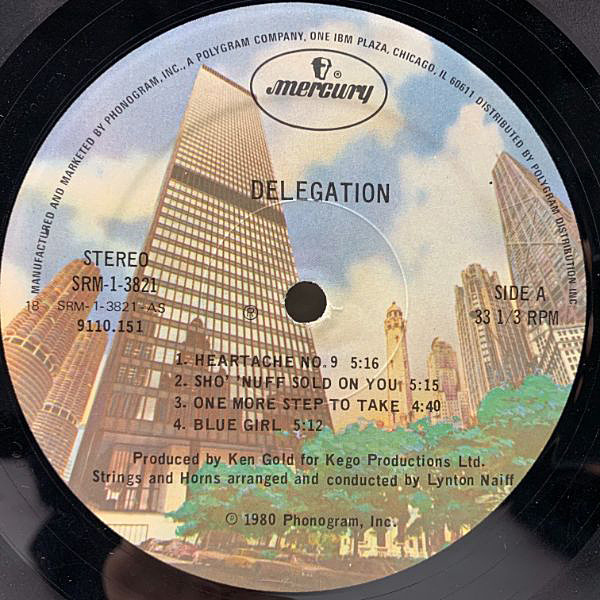 MANUFACTURED AND MARKETED BY PHONOGRAM, INC., A POLYGRAM COMPANY, ONE IBM PLAZA, CHICAGO, IL 60611 DISTRIBUTED BY POLYGRAM DISTRIBUTION INC
mercury®
DELEGATION
STEREO
SRM-1-3821
18 SRM-1-3821-AS
9110.151
Ⓟ
SIDE A
33 1/3 RPM
1. HEARTACHE NO. 9 5:16
2. SHO' 'NUFF SOLD ON YOU 5:15
3. ONE MORE STEP TO TAKE 4:40
4. BLUE GIRL 5:12
Produced by Ken Gold for Kego Productions Ltd.
Strings and Horns arranged and conducted by Lynton Naiff
℗ 1980 Phonogram, Inc.